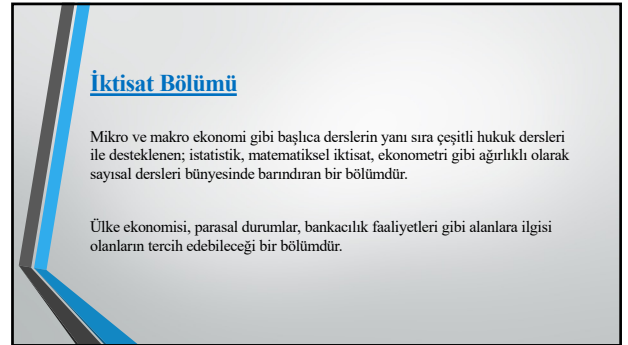 İktisat Bölümü
Mikro ve makro ekonomi gibi başlıca derslerin yanı sıra çeşitli hukuk dersleri
ile desteklenen; istatistik, matematiksel iktisat, ekonometri gibi ağırlıklı olarak
sayısal dersleri bünyesinde barındıran bir bölümdür.
Ülke ekonomisi, parasal durumlar, bankacılık faaliyetleri gibi alanlara ilgisi
olanların tercih edebileceği bir bölümdür.